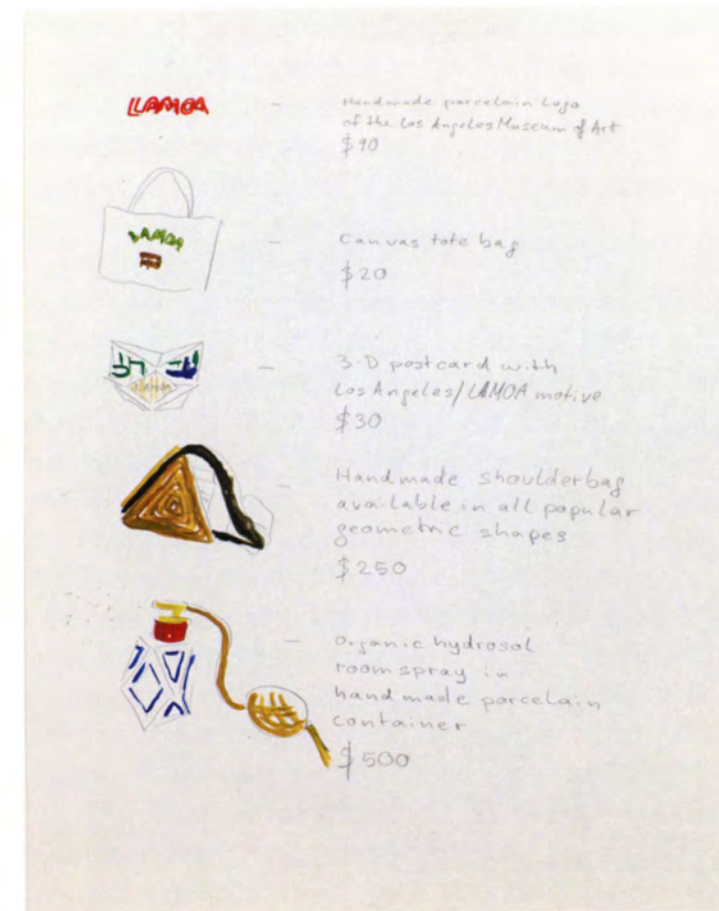 LAMOA
Handmade porcelain Logo
of the Los Angeles Museum of Art
$90
LAMOA
Canvas tote bag
$20
3-D postcard with
Los Angeles/LAMOA motive
$30
Handmade shoulderbag
available in all popular
geometric shapes
$250
Organic hydrosol
roomspray in
handmade porcelain
container
$500